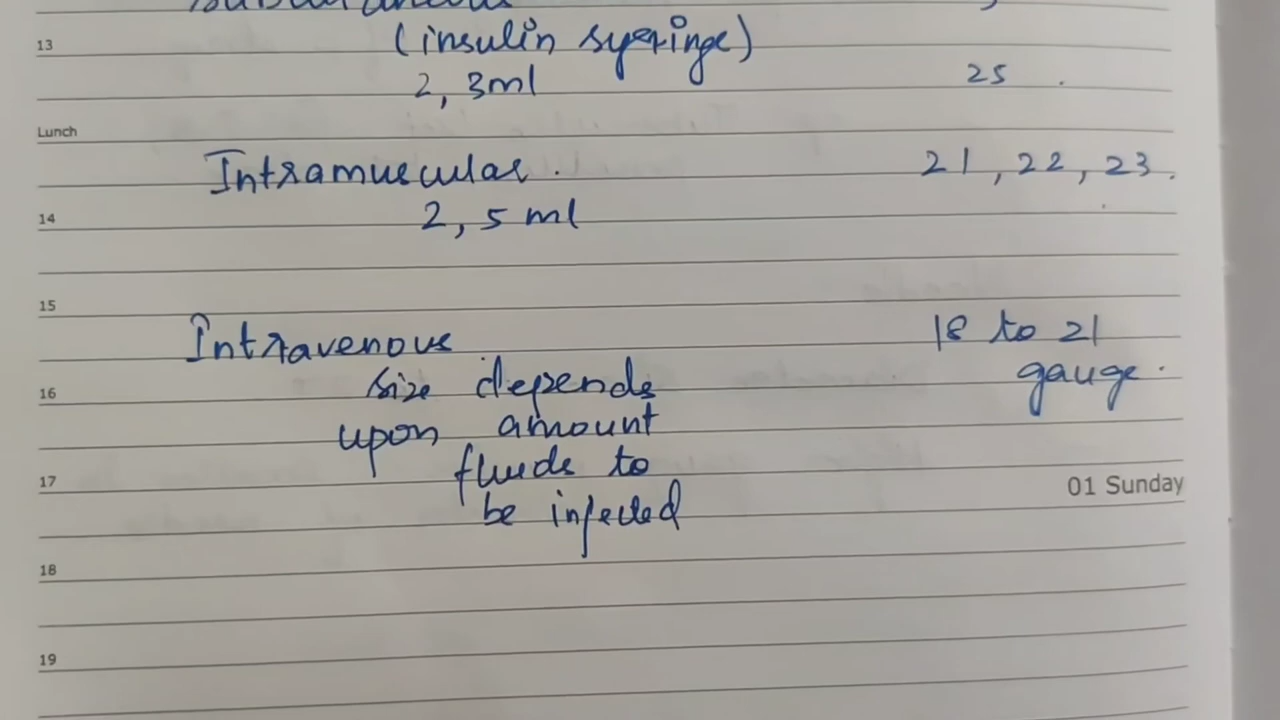 13
(insulin syringe)
2, 3ml 25 .
Lunch
Intramuscular . 21, 22, 23.
14
2, 5 ml
15
Intravenous 18 to 21
16 size depends gauge.
upon amount
17 fluids to
01 Sunday
be injected
18
19